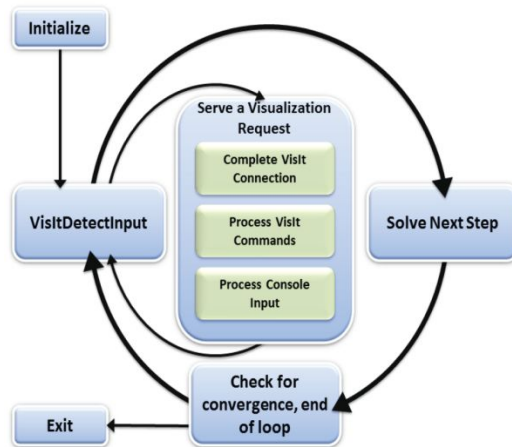 Initialize
Serve a Visualization
Request
Complete VisIt
Connection
Process VisIt
Commands
Process Console
Input
VisItDetectInput
Solve Next Step
Check for
convergence, end
of loop
Exit